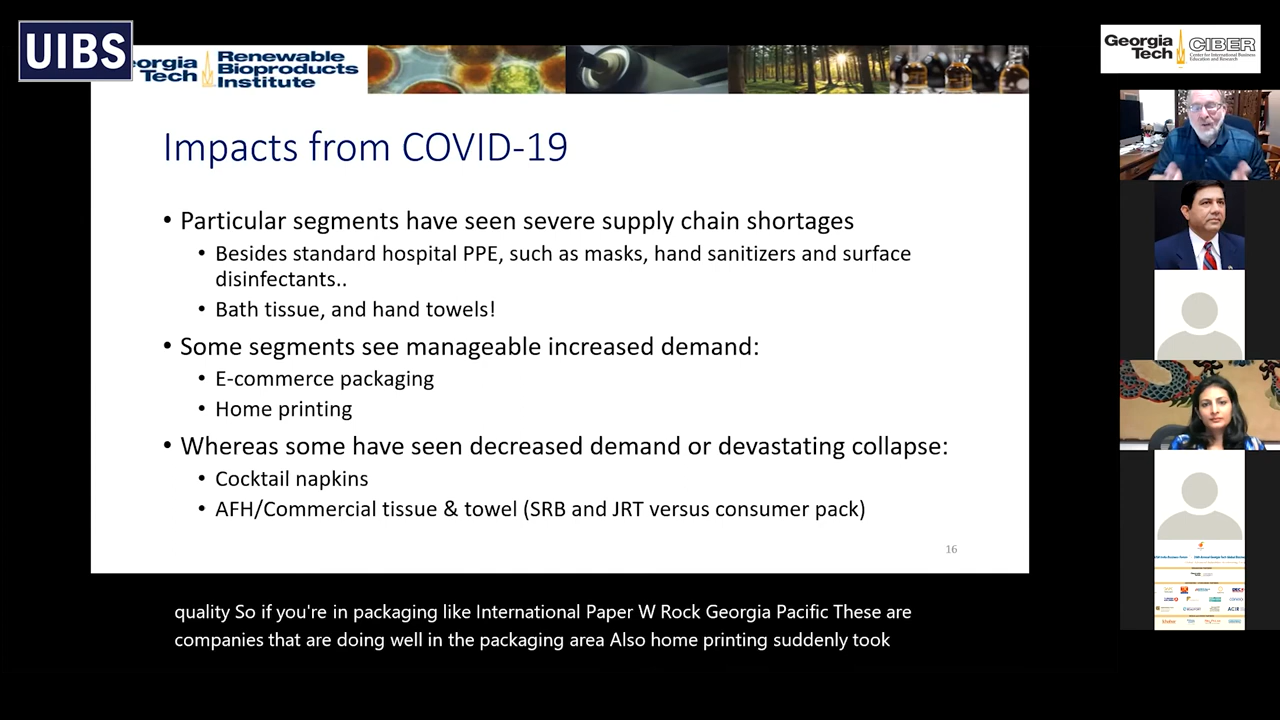 UIBS
orgia
Tech
Renewable
Bioproducts
Institute
Georgia
Tech
CIBER
Center for International Business
Education and Research
Impacts from COVID-19
• Particular segments have seen severe supply chain shortages
• Besides standard hospital PPE, such as masks, hand sanitizers and surface
disinfectants..
• Bath tissue, and hand towels!
• Some segments see manageable increased demand:
• E-commerce packaging
• Home printing
• Whereas some have seen decreased demand or devastating collapse:
• Cocktail napkins
• AFH/Commercial tissue & towel (SRB and JRT versus consumer pack)
16
quality So if you're in packaging like International Paper W Rock Georgia Pacific These are
companies that are doing well in the packaging area Also home printing suddenly took